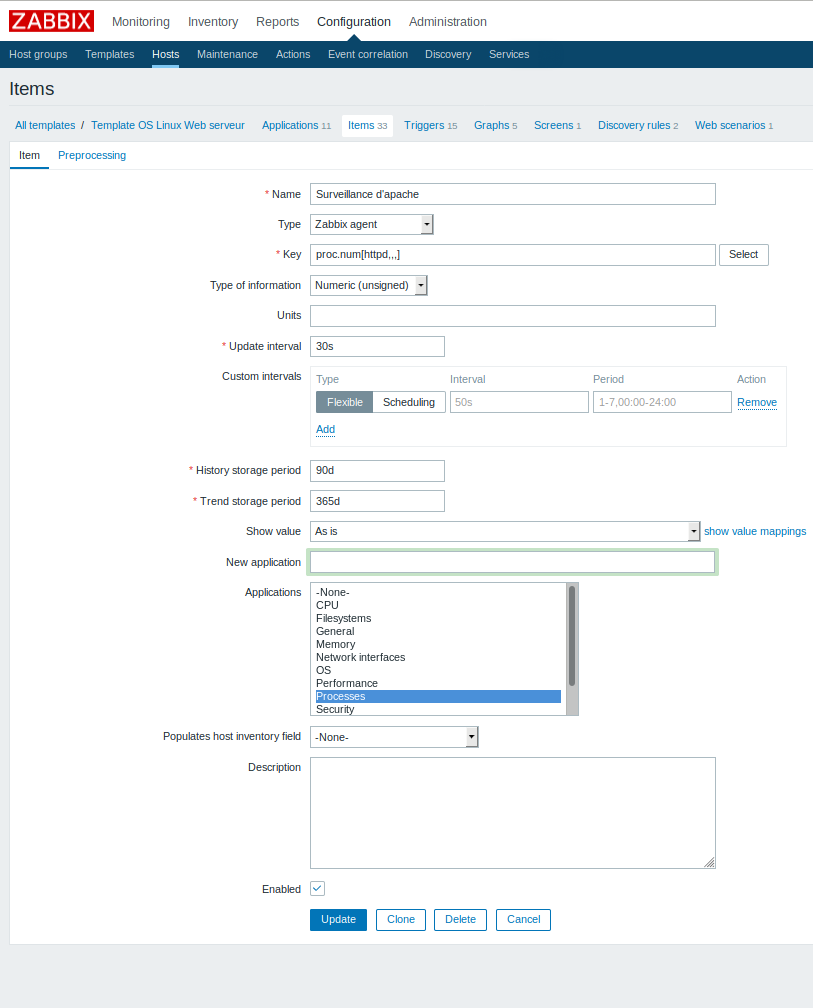 ZABBIX Monitoring Inventory Reports Configuration Administration
Host groups Templates Hosts Maintenance Actions Event correlation Discovery Services
Items
All templates / Template OS Linux Web serveur Applications 11 Items 33 Triggers 15 Graphs 5 Screens 1 Discovery rules 2 Web scenarios 1
Item Preprocessing
* Name Surveillance d'apache
Type Zabbix agent
* Key proc.num[httpd,,,] Select
Type of information Numeric (unsigned)
Units
* Update interval 30s
Custom intervals Type Interval Period Action
Flexible Scheduling 50s 1-7,00:00-24:00 Remove
Add
* History storage period 90d
* Trend storage period 365d
Show value As is show value mappings
New application
Applications -None-
CPU
Filesystems
General
Memory
Network interfaces
OS
Performance
Processes
Security
Populates host inventory field -None-
Description
Enabled
Update Clone Delete Cancel